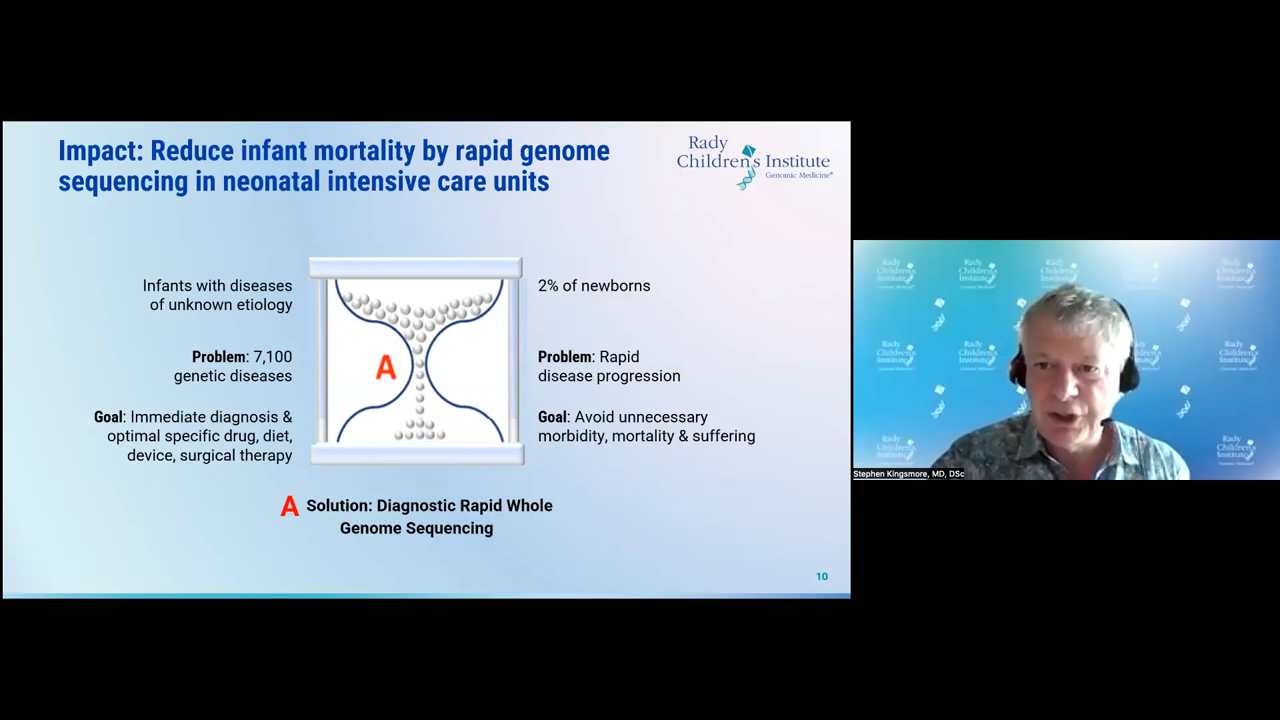 Impact: Reduce infant mortality by rapid genome
sequencing in neonatal intensive care units
Rady
Children's Institute
Genomic Medicine®
Infants with diseases
of unknown etiology
2% of newborns
Problem: 7,100
genetic diseases
A
Problem: Rapid
disease progression
Goal: Immediate diagnosis &
optimal specific drug, diet,
device, surgical therapy
Goal: Avoid unnecessary
morbidity, mortality & suffering
A Solution: Diagnostic Rapid Whole
Genome Sequencing
10
Rady
Children's
Institute
Stephen Kingsmore, MD, DSc